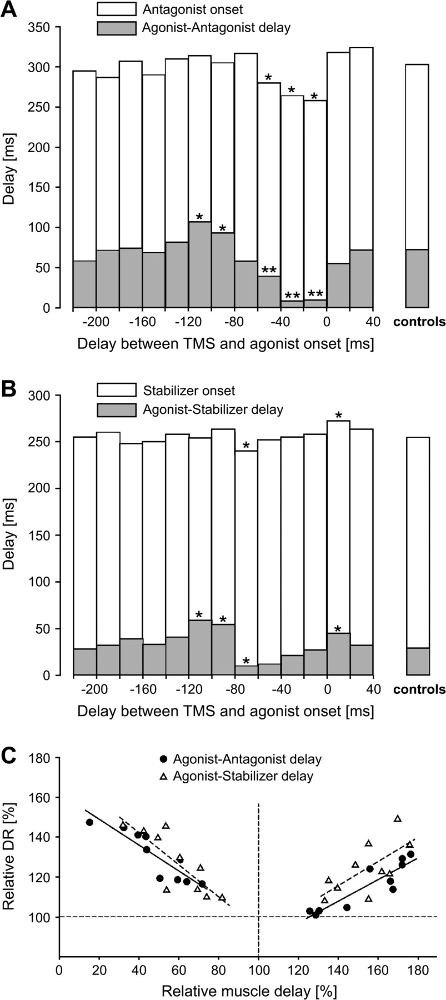 A
Antagonist onset
Agonist-Antagonist delay
350
300
250
200
150
100
50
0
Delay [ms]
* * *
* * ** ** **
-200 -160 -120 -80 -40 0 40 controls
Delay between TMS and agonist onset [ms]
B
Stabilizer onset
Agonist-Stabilizer delay
300
250
200
150
100
50
0
Delay [ms]
* *
* * * *
-200 -160 -120 -80 -40 0 40 controls
Delay between TMS and agonist onset [ms]
C
Agonist-Antagonist delay
Agonist-Stabilizer delay
180
160
140
120
100
Relative DR [%]
0 20 40 60 80 100 120 140 160 180
Relative muscle delay [%]